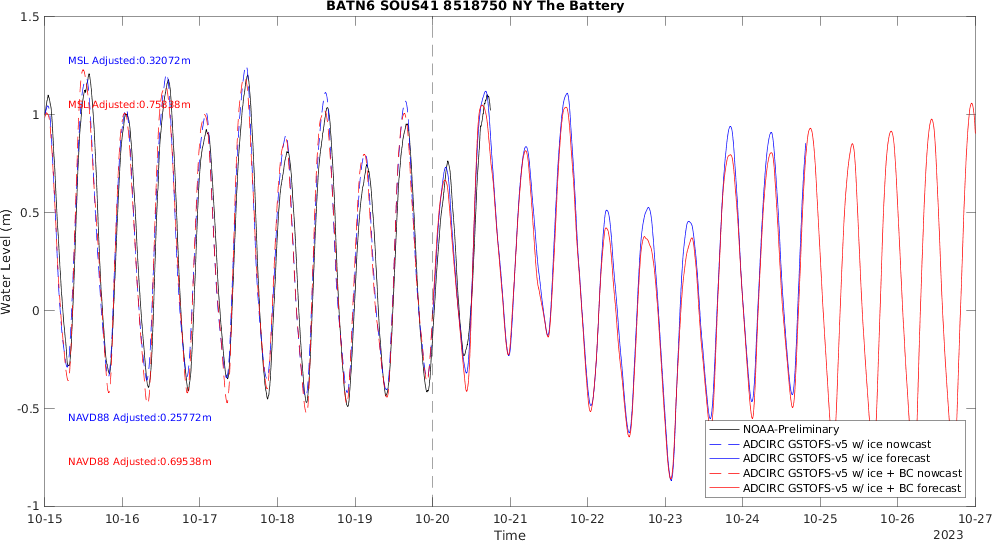 BATN6 SOUS41 8518750 NY The Battery
1.5
1
0.5
0
-0.5
-1
Water Level (m)
MSL Adjusted:0.32072m
MSL Adjusted:0.75838m
NAVD88 Adjusted:0.25772m
NAVD88 Adjusted:0.69538m
NOAA-Preliminary
ADCIRC GSTOFS-v5 w/ ice nowcast
ADCIRC GSTOFS-v5 w/ ice forecast
ADCIRC GSTOFS-v5 w/ ice + BC nowcast
ADCIRC GSTOFS-v5 w/ ice + BC forecast
10-15 10-16 10-17 10-18 10-19 10-20 10-21 10-22 10-23 10-24 10-25 10-26 10-27
Time
2023